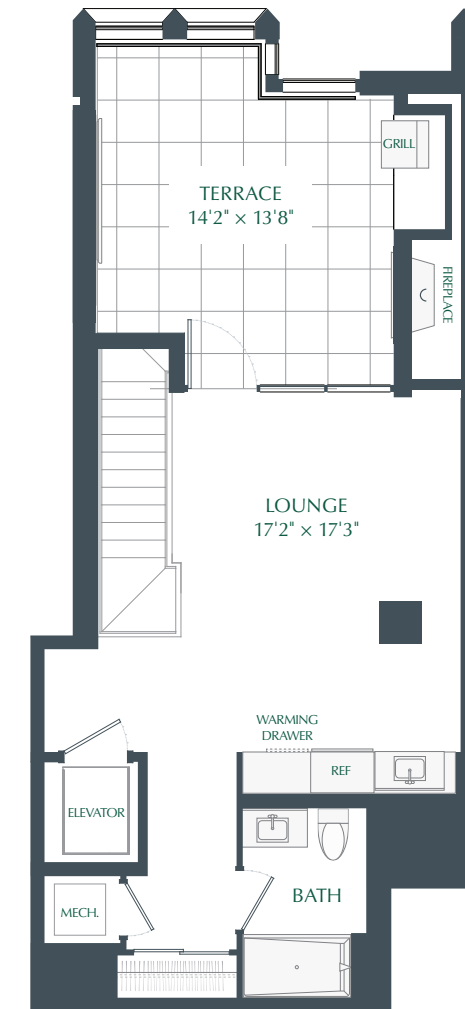 GRILL
TERRACE
14'2" × 13'8"
FIREPLACE
LOUNGE
17'2" × 17'3"
WARMING
DRAWER
REF
ELEVATOR
BATH
MECH.